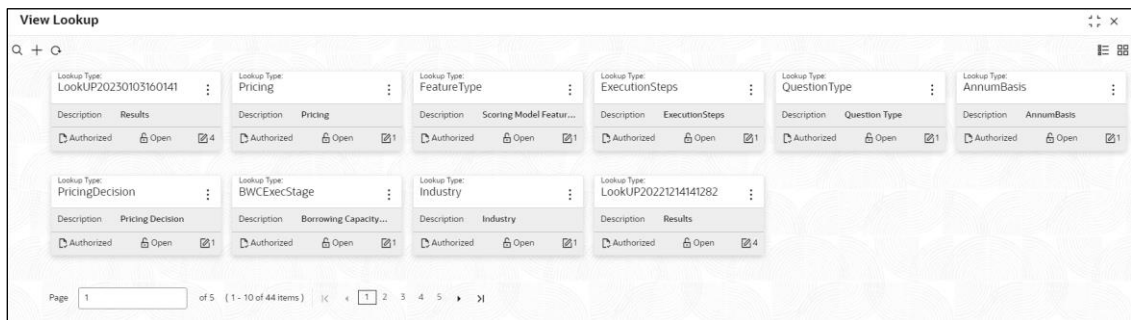 View Lookup
Lookup Type: Lookup Type: Lookup Type: Lookup Type: Lookup Type: Lookup Type:
LookUP20230103160141 Pricing FeatureType ExecutionSteps QuestionType AnnumBasis
Description Results Description Pricing Description Scoring Model Featur... Description ExecutionSteps Description Question Type Description AnnumBasis
Authorized Open 4 Authorized Open 1 Authorized Open 1 Authorized Open 1 Authorized Open 1 Authorized Open 1
Lookup Type: Lookup Type: Lookup Type: Lookup Type:
PricingDecision BWCExecStage Industry LookUP20221214141282
Description Pricing Decision Description Borrowing Capacity... Description Industry Description Results
Authorized Open 1 Authorized Open 1 Authorized Open 1 Authorized Open 4
Page 1 of 5 (1 - 10 of 44 items) 1 2 3 4 5